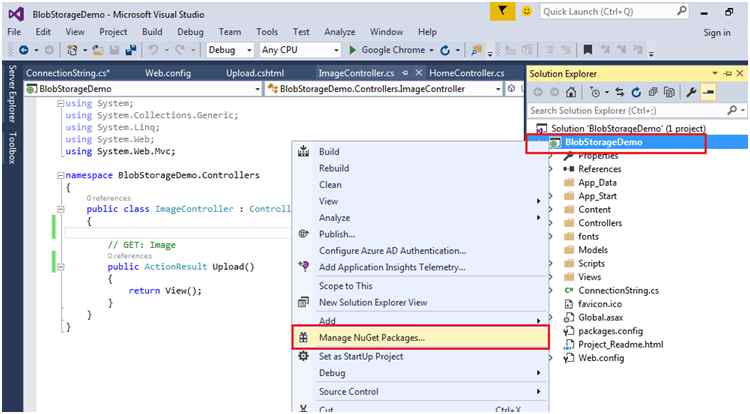 BlobStorageDemo - Microsoft Visual Studio
Quick Launch (Ctrl+Q)
File Edit View Project Build Debug Team Tools Test Analyze Window Help
Sign in
Debug Any CPU Google Chrome
ConnectionString.cs* Web.config Upload.cshtml ImageController.cs HomeController.cs
BlobStorageDemo BlobStorageDemo.Controllers.ImageController
Server Explorer
Toolbox
using System;
using System.Collections.Generic;
using System.Linq;
using System.Web;
using System.Web.Mvc;
namespace BlobStorageDemo.Controllers
{
0 references
public class ImageController : Control
{
// GET: Image
0 references
public ActionResult Upload()
{
return View();
}
}
}
Build
Rebuild
Clean
View
Analyze
Publish...
Configure Azure AD Authentication...
Add Application Insights Telemetry...
Scope to This
New Solution Explorer View
Add
Manage NuGet Packages...
Set as StartUp Project
Debug
Source Control
Cut
Ctrl+X
Solution Explorer
Search Solution Explorer (Ctrl+;)
Solution 'BlobStorageDemo' (1 project)
BlobStorageDemo
Properties
References
App_Data
App_Start
Content
Controllers
fonts
Models
Scripts
Views
ConnectionString.cs
favicon.ico
Global.asax
packages.config
Project_Readme.html
Web.config